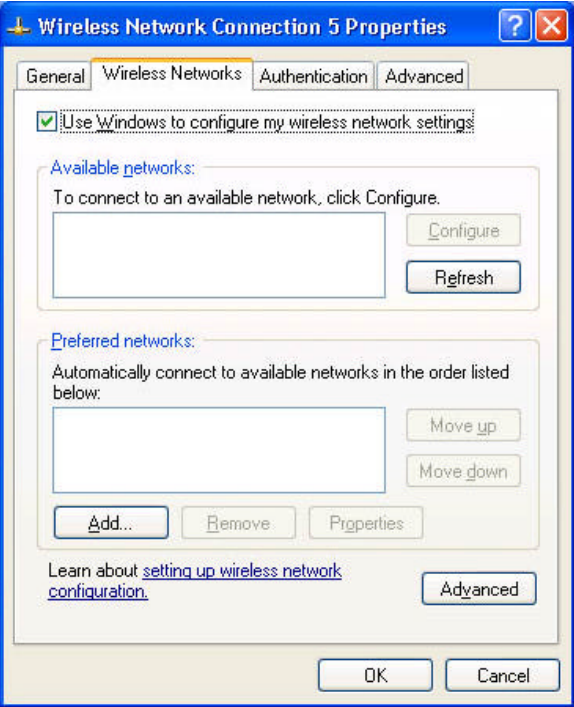 Wireless Network Connection 5 Properties
General Wireless Networks Authentication Advanced
Use Windows to configure my wireless network settings
Available networks:
To connect to an available network, click Configure.
Configure
Refresh
Preferred networks:
Automatically connect to available networks in the order listed
below:
Move up
Move down
Add... Remove Properties
Learn about setting up wireless network
configuration.
Advanced
OK Cancel